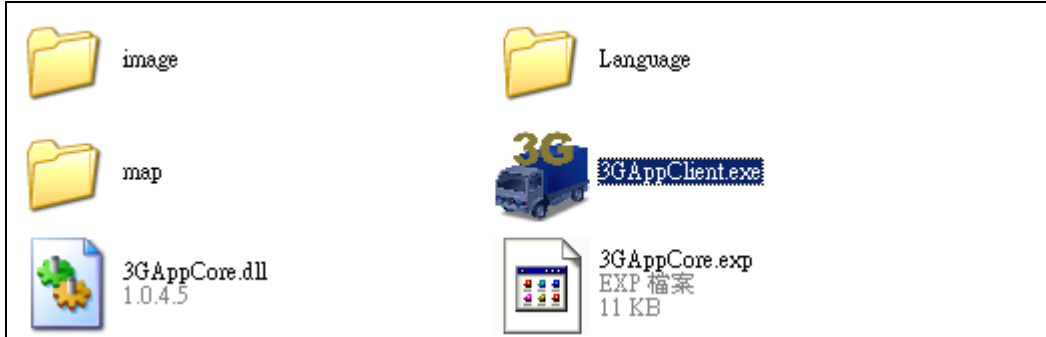 image
Language
map
3G
3GAppClient.exe
3GAppCore.dll
1.0.4.5
3GAppCore.exp
EXP 檔案
11 KB